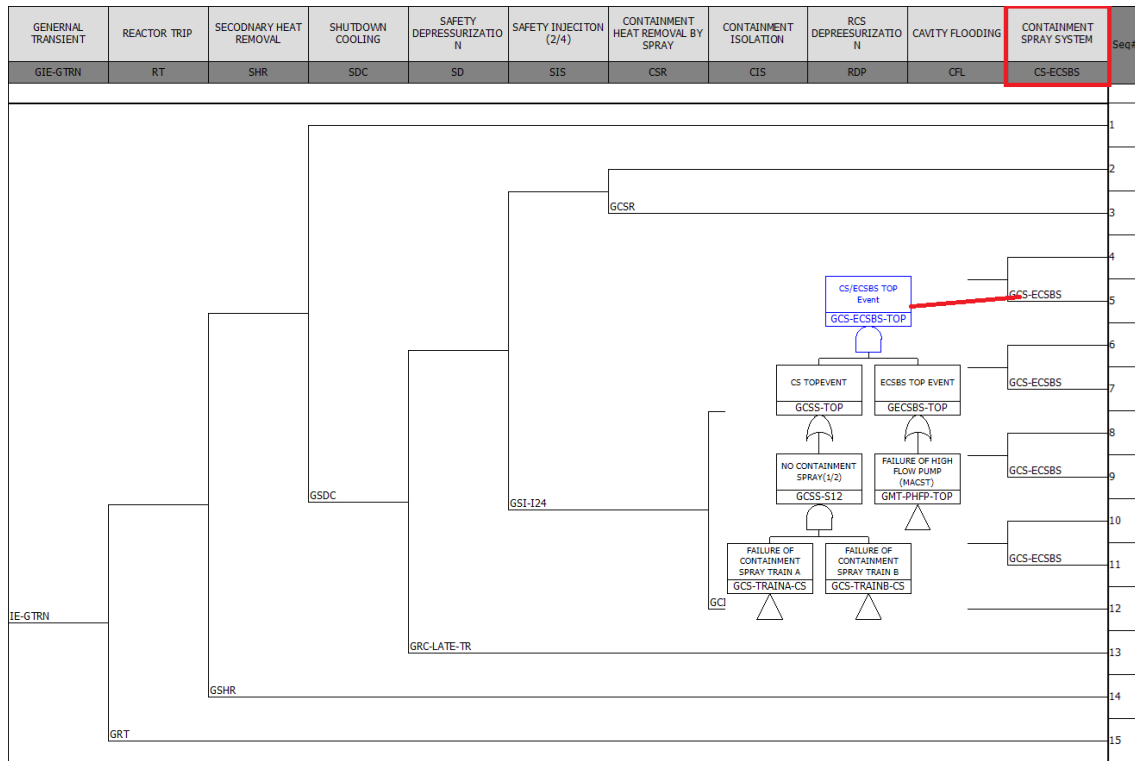 GENERNAL
TRANSIENT
REACTOR TRIP
SECODNARY HEAT
REMOVAL
SHUTDOWN
COOLING
SAFETY
DEPRESSURIZATIO
N
SAFETY INJECITON
(2/4)
CONTAINMENT
HEAT REMOVAL BY
SPRAY
CONTAINMENT
ISOLATION
RCS
DEPREESURIZATIO
N
CAVITY FLOODING
CONTAINMENT
SPRAY SYSTEM
Seq#
GIE-GTRN
RT
SHR
SDC
SD
SIS
CSR
CIS
RDP
CFL
CS-ECSBS
1
2
GCSR
3
4
CS/ECSBS TOP
Event
GCS-ECSBS-TOP
GCS-ECSBS
5
6
CS TOPEVENT
GCSS-TOP
ECSBS TOP EVENT
GECSBS-TOP
GCS-ECSBS
7
8
NO CONTAINMENT
SPRAY(1/2)
GCSS-S12
FAILURE OF HIGH
FLOW PUMP
(MACST)
GMT-PHFP-TOP
GCS-ECSBS
9
GSDC
GSI-I24
10
FAILURE OF
CONTAINMENT
SPRAY TRAIN A
GCS-TRAINA-CS
FAILURE OF
CONTAINMENT
SPRAY TRAIN B
GCS-TRAINB-CS
GCS-ECSBS
11
12
IE-GTRN
GRC-LATE-TR
13
GSHR
14
GRT
15